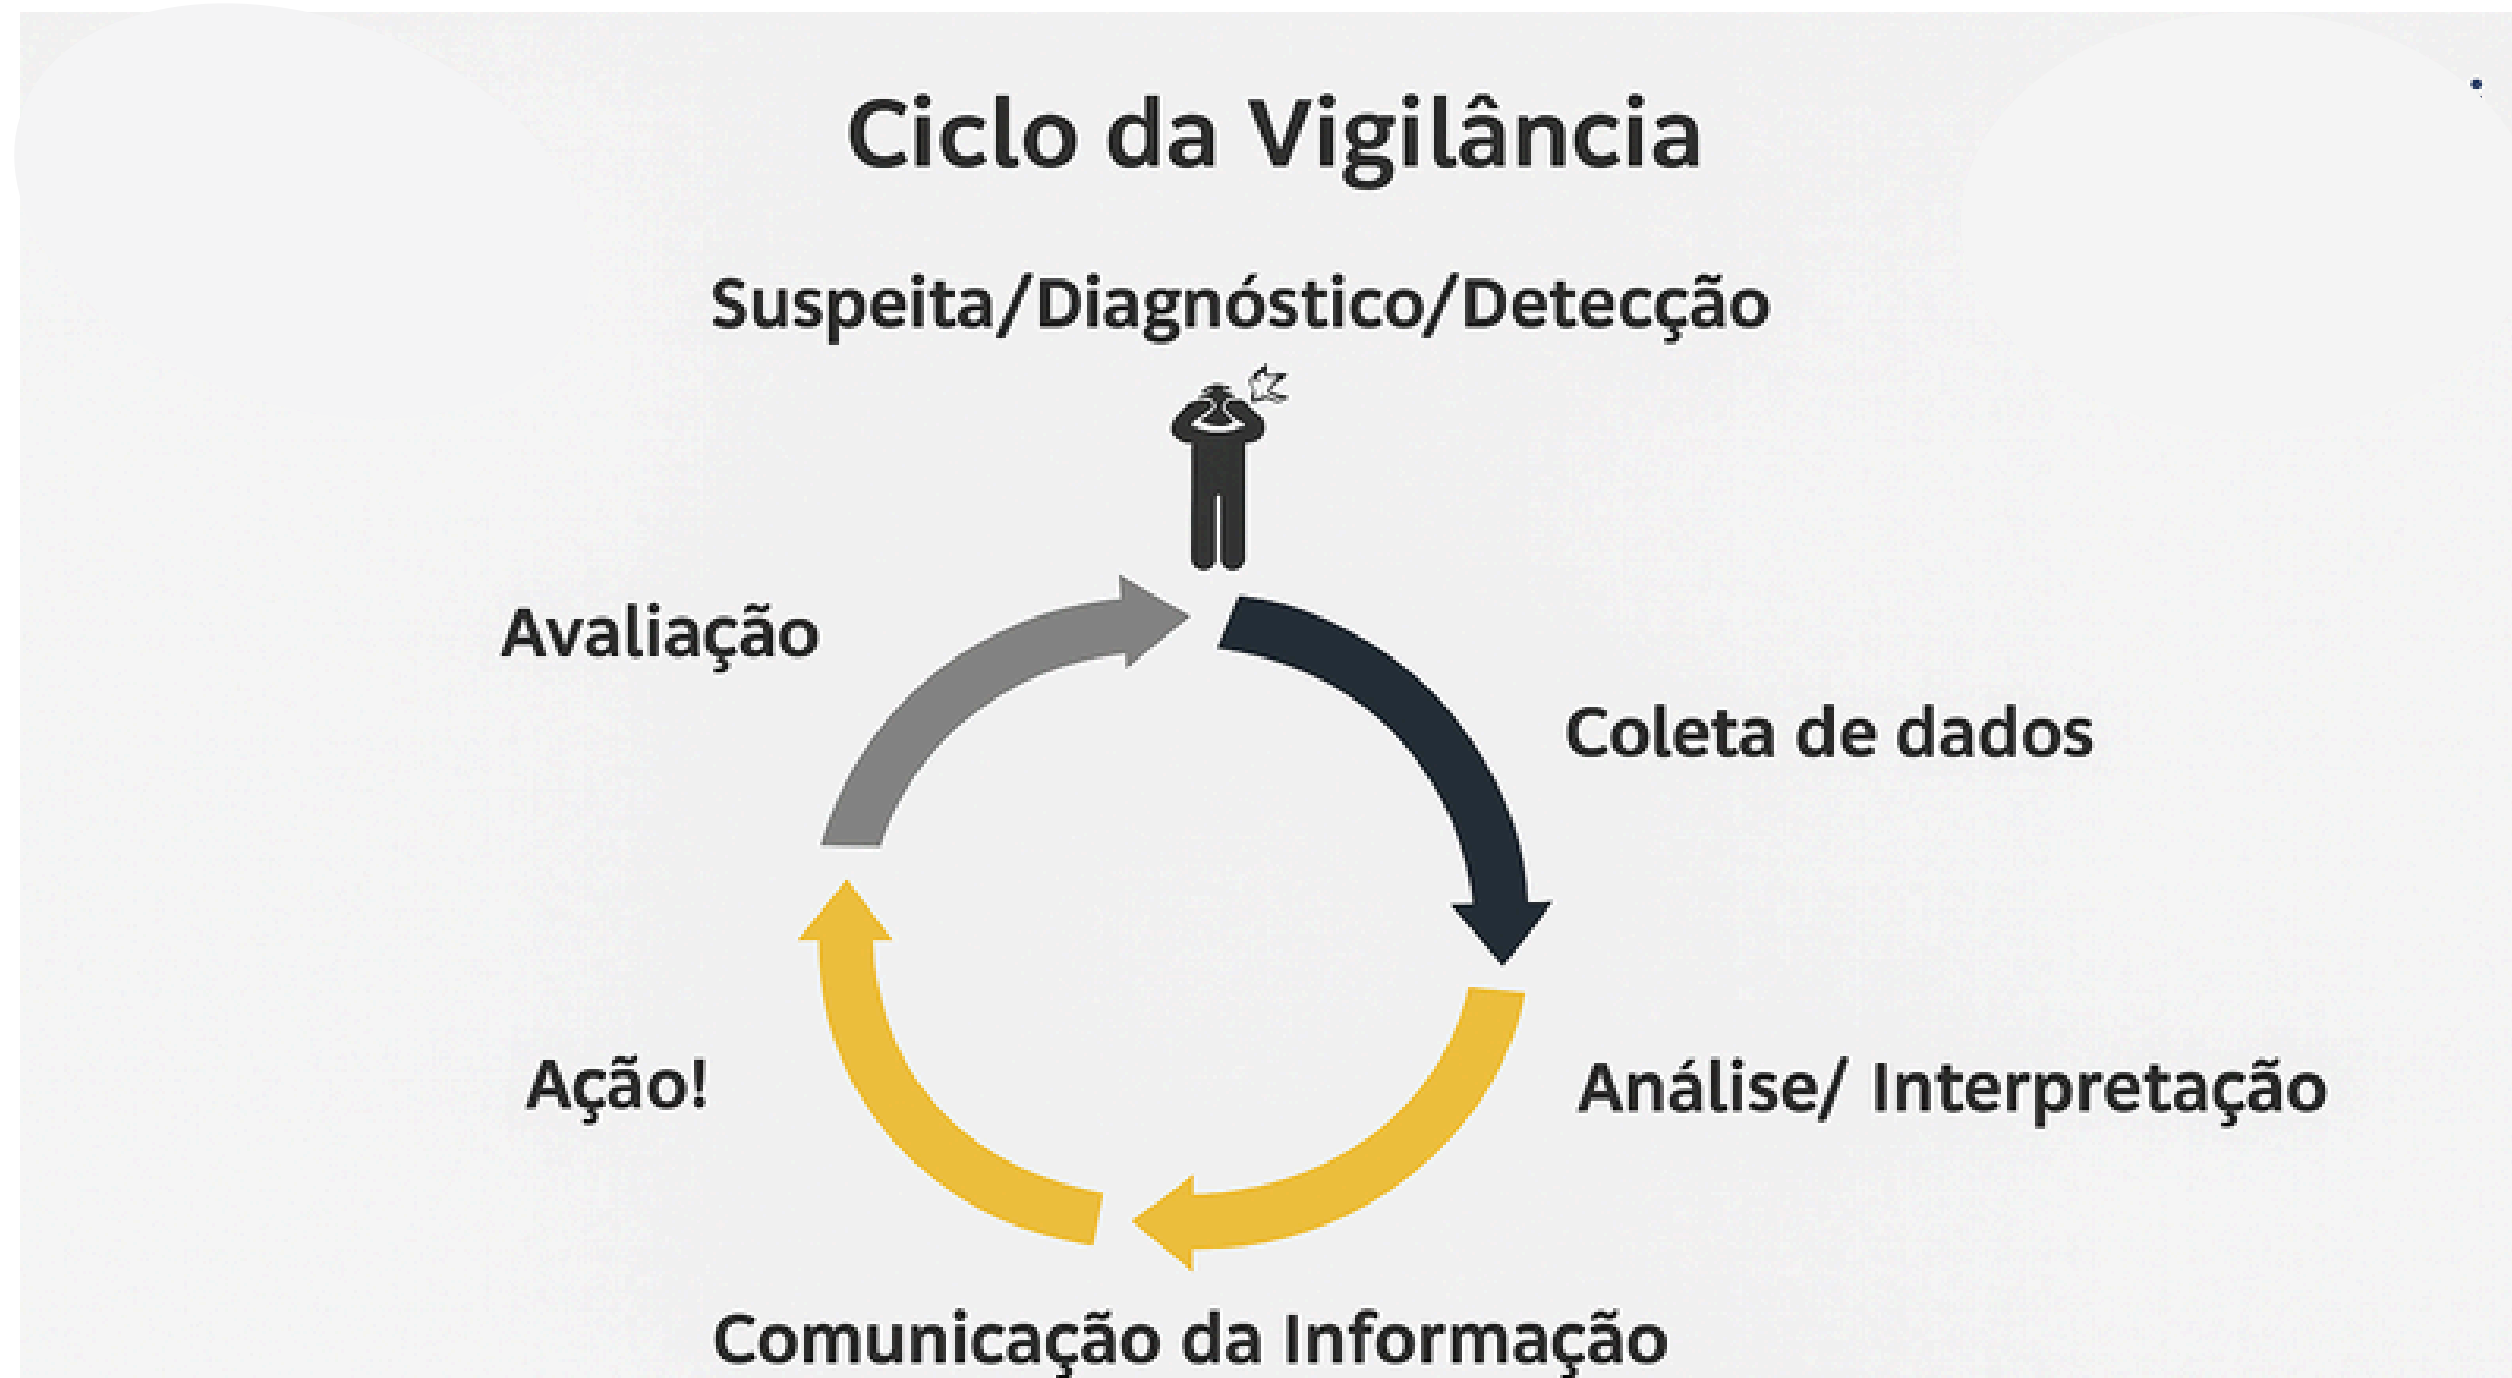 Ciclo da Vigilância
Suspeita/Diagnóstico/Detecção
Avaliação
Coleta de dados
Ação!
Análise/ Interpretação
Comunicação da Informação